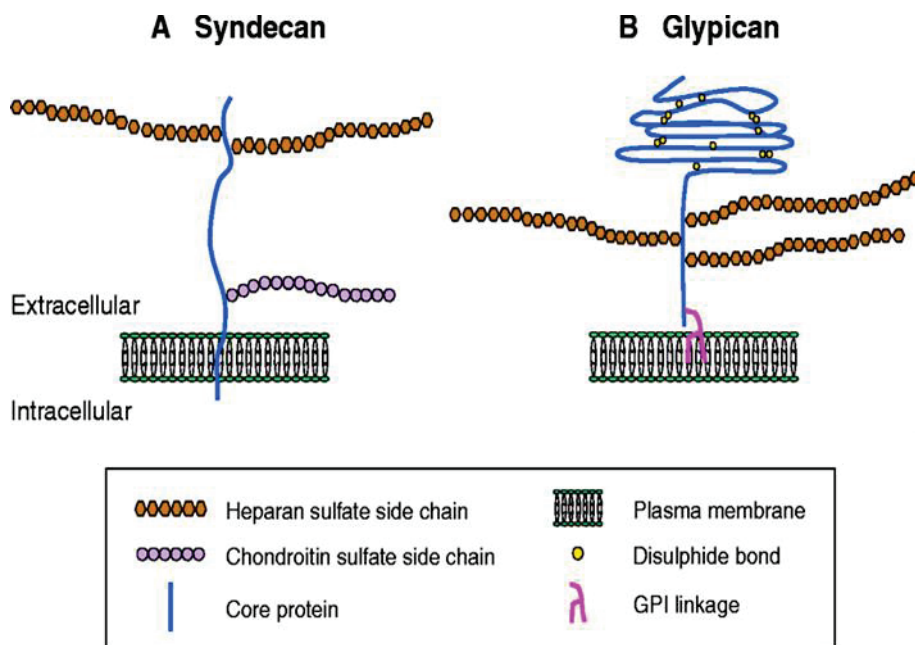 A Syndecan
B Glypican
Extracellular
Intracellular
Heparan sulfate side chain
Plasma membrane
Chondroitin sulfate side chain
Disulphide bond
Core protein
GPI linkage